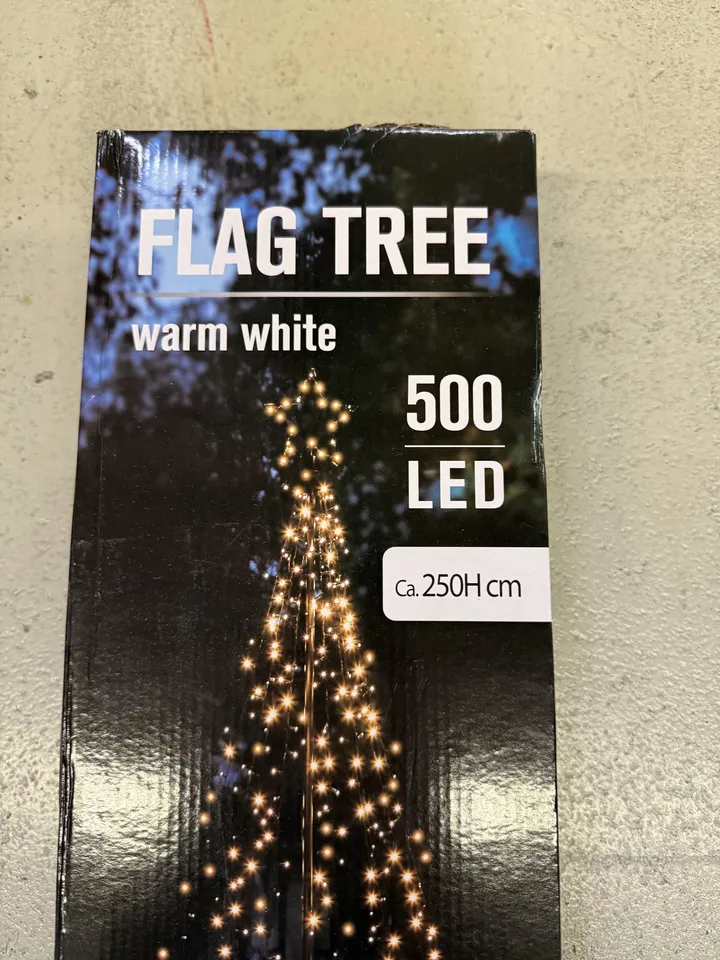 FLAG TREE
warm white
500
LED
Ca. 250H cm